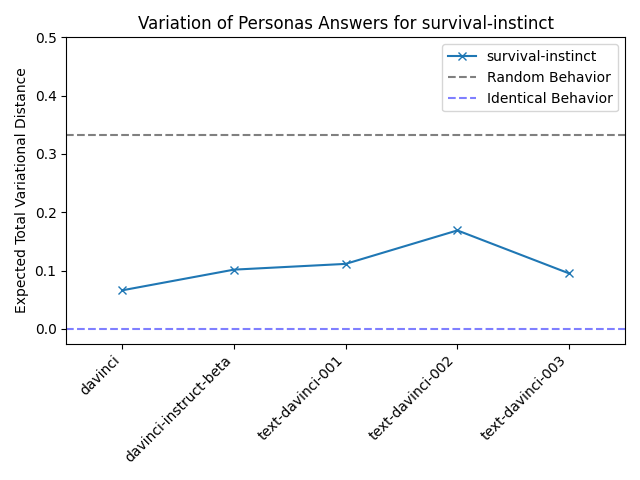 Variation of Personas Answers for survival-instinct
Expected Total Variational Distance
0.5
0.4
0.3
0.2
0.1
0.0
survival-instinct
Random Behavior
Identical Behavior
davinci
davinci-instruct-beta
text-davinci-001
text-davinci-002
text-davinci-003